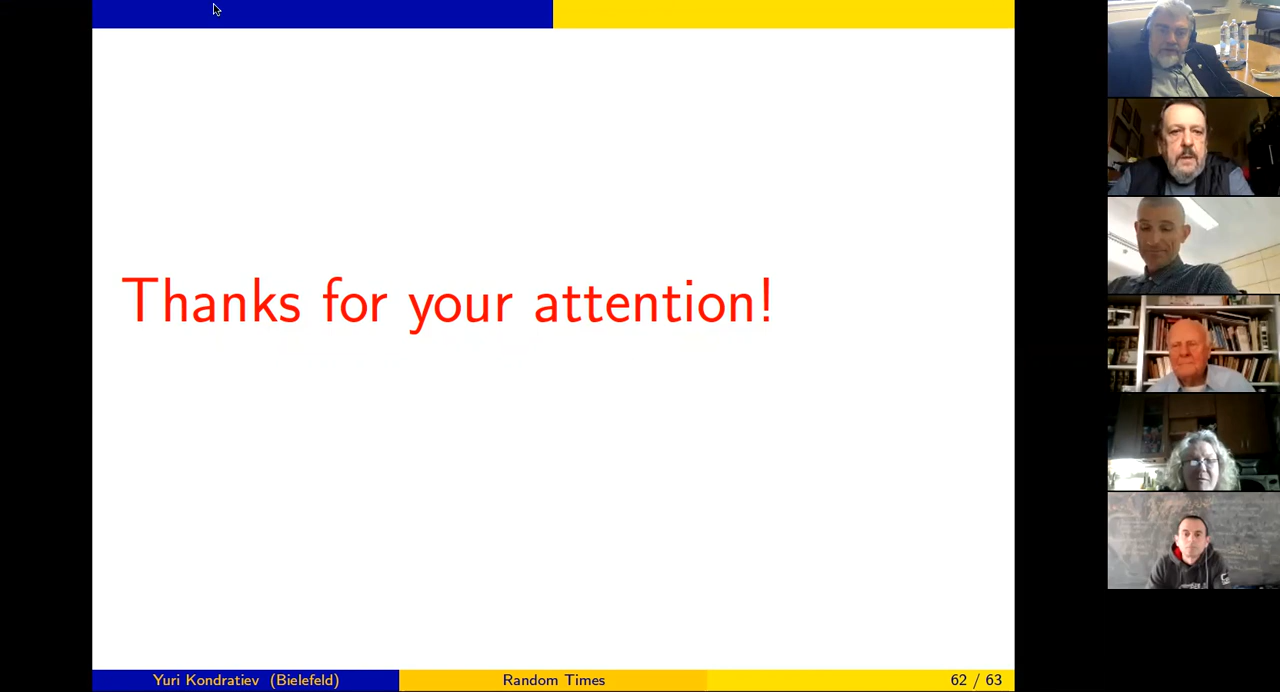 Thanks for your attention!
Yuri Kondratiev (Bielefeld)
Random Times
62 / 63